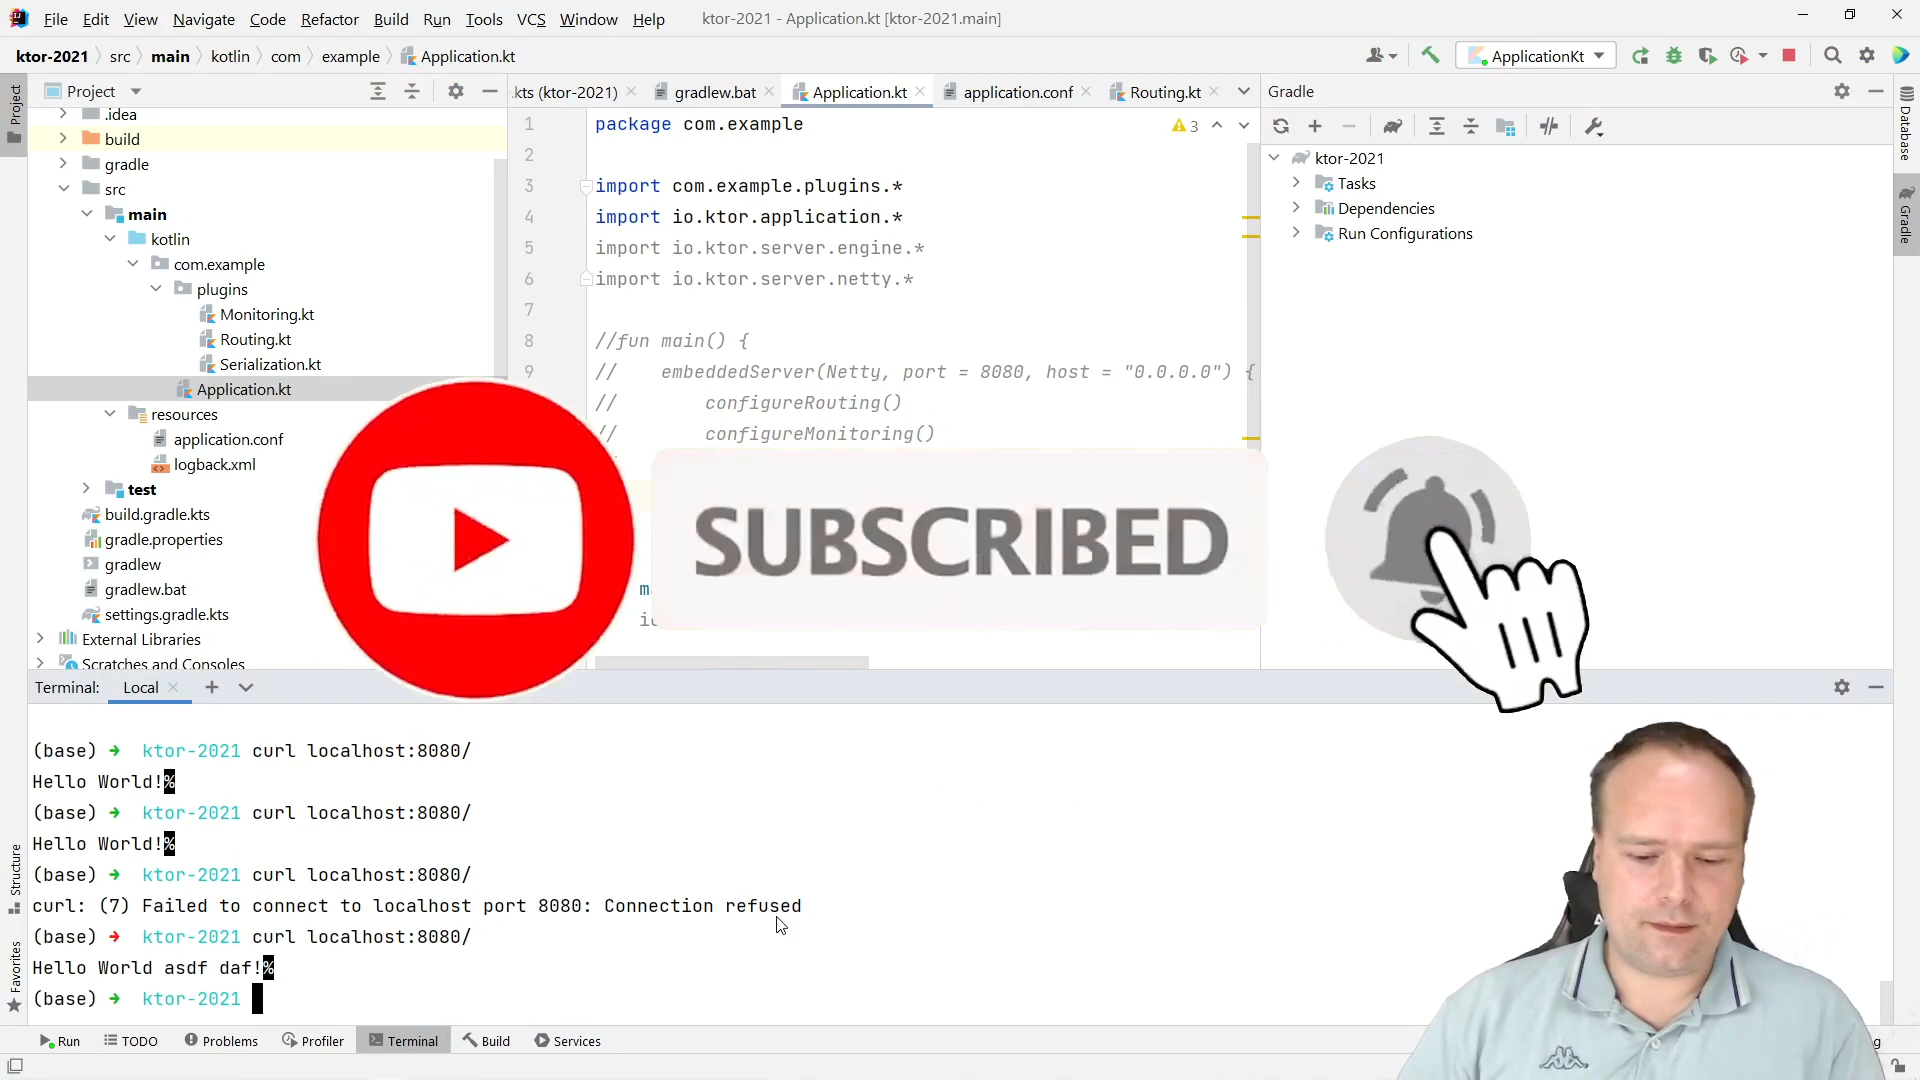 File Edit View Navigate Code Refactor Build Run Tools VCS Window Help ktor-2021 - Application.kt [ktor-2021.main]
ktor-2021 src main kotlin com example Application.kt ApplicationKt
Project .kts (ktor-2021) gradlew.bat Application.kt application.conf Routing.kt Gradle
Project
.idea
build
gradle
src
main
kotlin
com.example
plugins
Monitoring.kt
Routing.kt
Serialization.kt
Application.kt
resources
application.conf
logback.xml
test
build.gradle.kts
gradle.properties
gradlew
gradlew.bat
settings.gradle.kts
External Libraries
Scratches and Consoles
1 package com.example
2
3 import com.example.plugins.*
4 import io.ktor.application.*
5 import io.ktor.server.engine.*
6 import io.ktor.server.netty.*
7
8 //fun main() {
9 // embeddedServer(Netty, port = 8080, host = "0.0.0.0") {
// configureRouting()
// configureMonitoring()
3
SUBSCRIBED
ktor-2021
Tasks
Dependencies
Run Configurations
Database
Gradle
Terminal: Local
(base) ➜ ktor-2021 curl localhost:8080/
Hello World!%
(base) ➜ ktor-2021 curl localhost:8080/
Hello World!%
(base) ➜ ktor-2021 curl localhost:8080/
curl: (7) Failed to connect to localhost port 8080: Connection refused
(base) ➜ ktor-2021 curl localhost:8080/
Hello World asdf daf!%
(base) ➜ ktor-2021
Structure
Favorites
Run TODO Problems Profiler Terminal Build Services